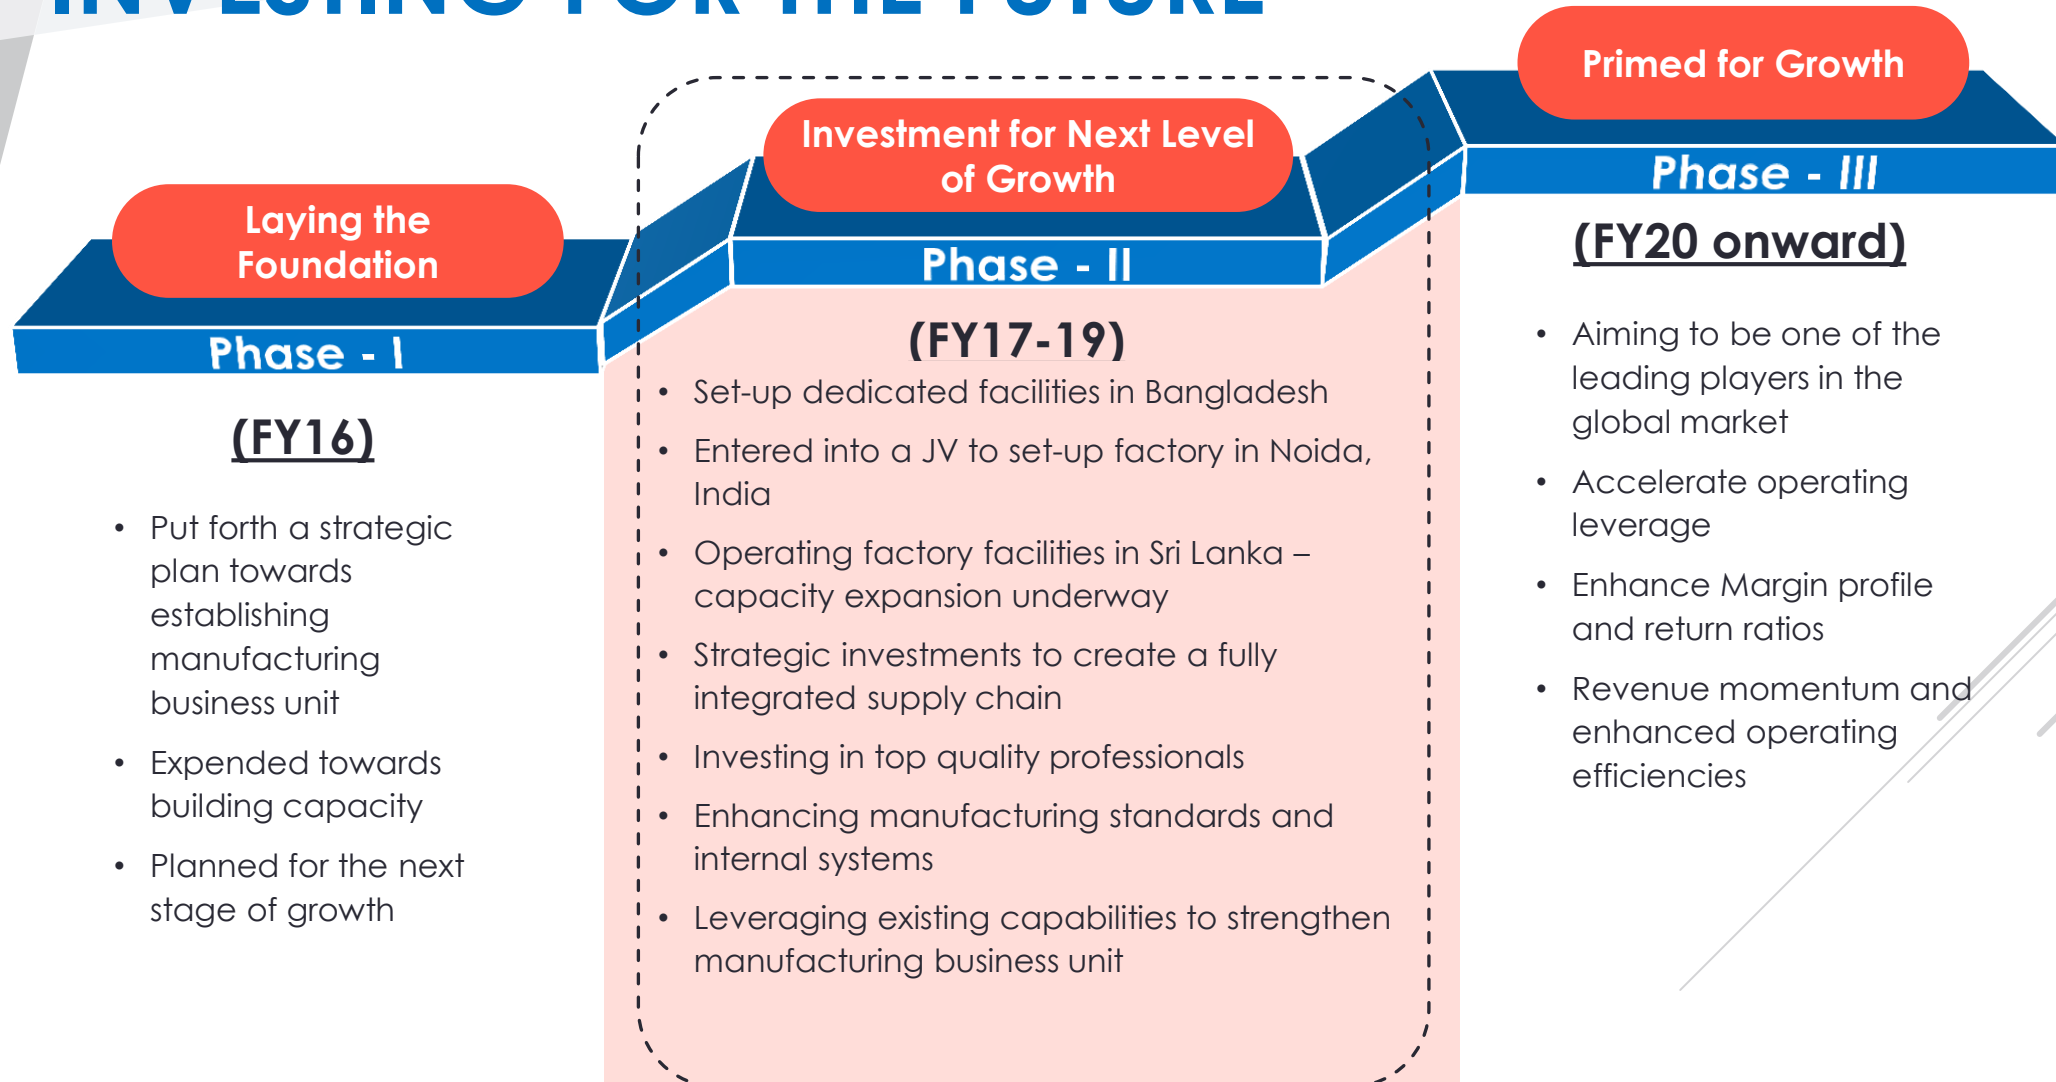 INVESTING FOR THE FUTURE
Laying the
Foundation
Phase - I
(FY16)
• Put forth a strategic
plan towards
establishing
manufacturing
business unit
• Expended towards
building capacity
• Planned for the next
stage of growth
Investment for Next Level
of Growth
Phase - II
(FY17-19)
• Set-up dedicated facilities in Bangladesh
• Entered into a JV to set-up factory in Noida,
India
• Operating factory facilities in Sri Lanka –
capacity expansion underway
• Strategic investments to create a fully
integrated supply chain
• Investing in top quality professionals
• Enhancing manufacturing standards and
internal systems
• Leveraging existing capabilities to strengthen
manufacturing business unit
Primed for Growth
Phase - III
(FY20 onward)
• Aiming to be one of the
leading players in the
global market
• Accelerate operating
leverage
• Enhance Margin profile
and return ratios
• Revenue momentum and
enhanced operating
efficiencies